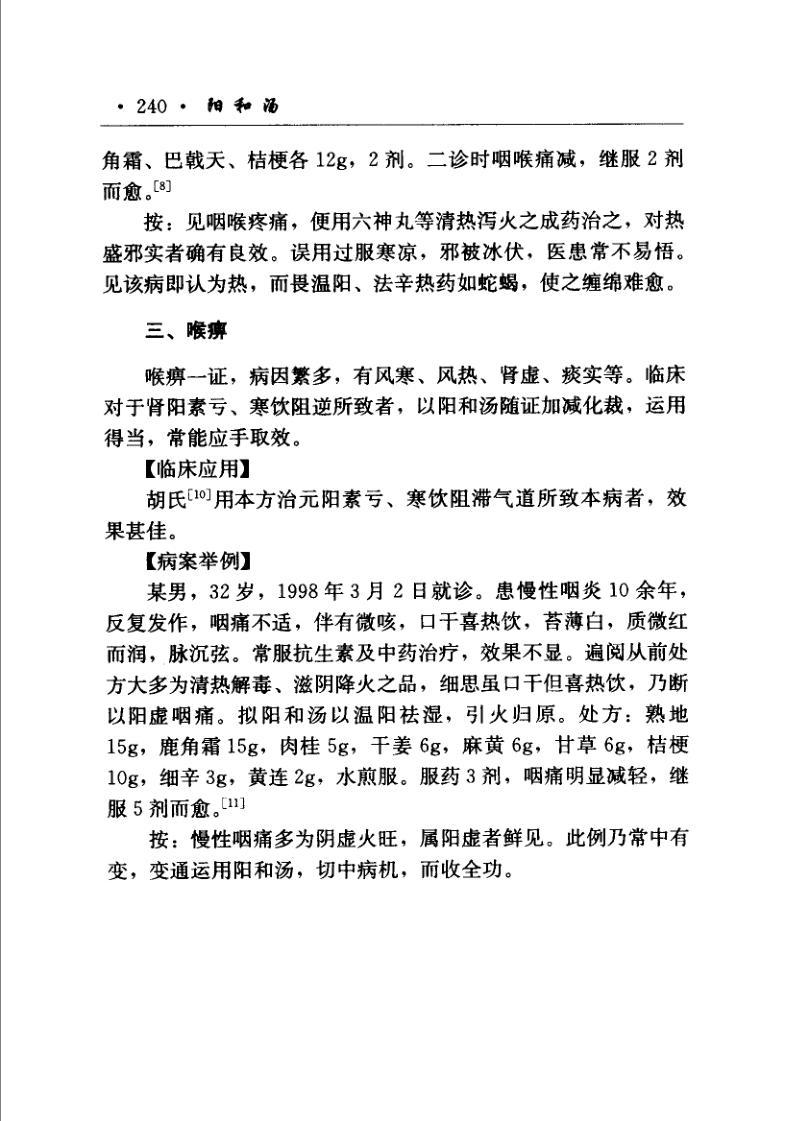 · 240 · 阳和汤
角霜、巴戟天、桔梗各 12g，2 剂。二诊时咽喉痛减，继服 2 剂
而愈。[8]
按：见咽喉疼痛，便用六神丸等清热泻火之成药治之，对热
盛邪实者确有良效。误用过服寒凉，邪被冰伏，医患常不易悟。
见该病即认为热，而畏温阳、法辛热药如蛇蝎，使之缠绵难愈。
三、喉痹
喉痹一证，病因繁多，有风寒、风热、肾虚、痰实等。临床
对于肾阳素亏、寒饮阻逆所致者，以阳和汤随证加减化裁，运用
得当，常能应手取效。
【临床应用】
胡氏[10]用本方治元阳素亏、寒饮阻滞气道所致本病者，效
果甚佳。
【病案举例】
某男，32 岁，1998 年 3 月 2 日就诊。患慢性咽炎 10 余年，
反复发作，咽痛不适，伴有微咳，口干喜热饮，苔薄白，质微红
而润，脉沉弦。常服抗生素及中药治疗，效果不显。遍阅从前处
方大多为清热解毒、滋阴降火之品，细思虽口干但喜热饮，乃断
以阳虚咽痛。拟阳和汤以温阳祛湿，引火归原。处方：熟地
15g，鹿角霜 15g，肉桂 5g，干姜 6g，麻黄 6g，甘草 6g，桔梗
10g，细辛 3g，黄连 2g，水煎服。服药 3 剂，咽痛明显减轻，继
服 5 剂而愈。[11]
按：慢性咽痛多为阴虚火旺，属阳虚者鲜见。此例乃常中有
变，变通运用阳和汤，切中病机，而收全功。